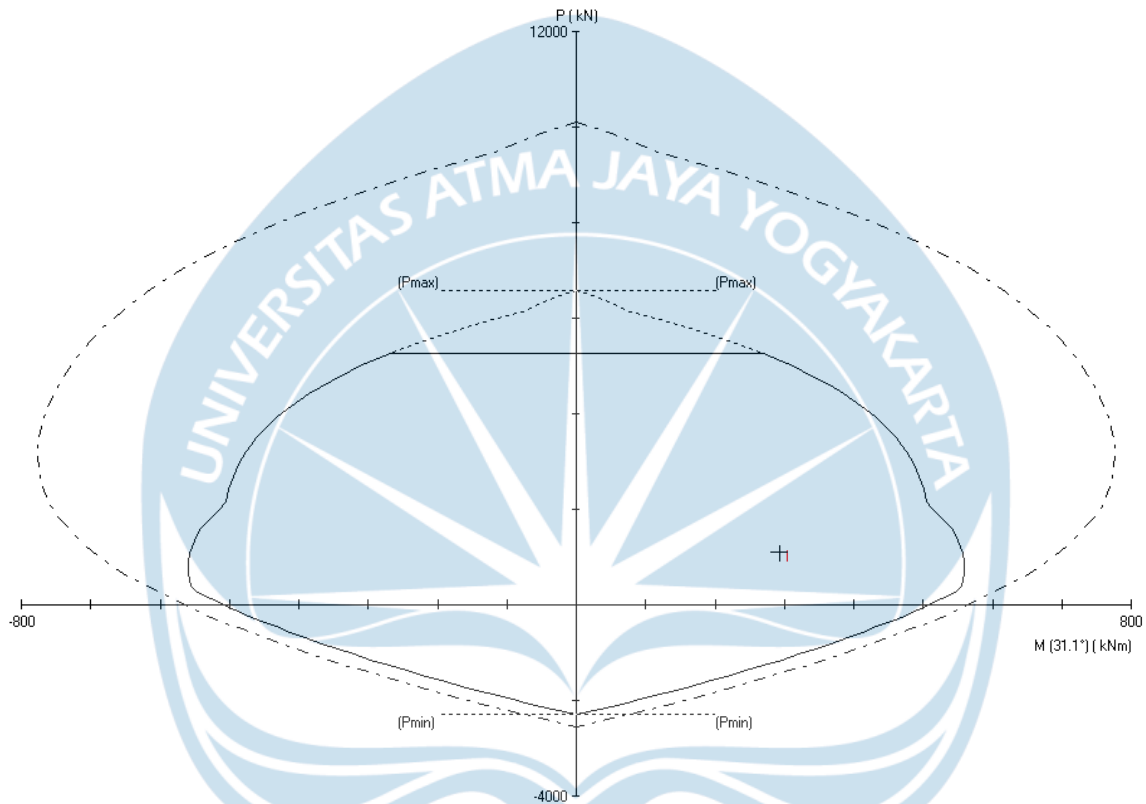 P ( kN)
12000
UNIVERSITAS ATMA JAYA YOGYAKARTA
(Pmax) (Pmax)
1
-800 800
M (31.1°) ( kNm)
(Pmin) (Pmin)
-4000